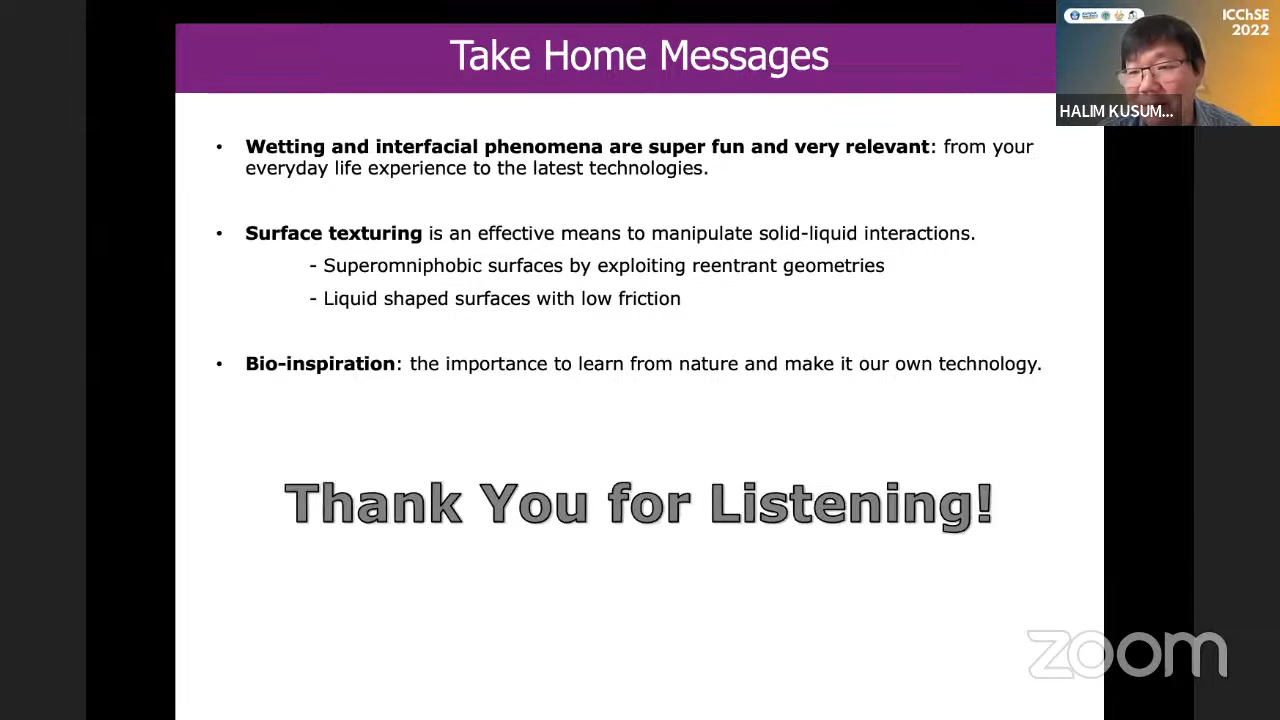 Take Home Messages
ICChSE
2022
HALIM KUSUM...
• Wetting and interfacial phenomena are super fun and very relevant: from your
everyday life experience to the latest technologies.
• Surface texturing is an effective means to manipulate solid-liquid interactions.
- Superomniphobic surfaces by exploiting reentrant geometries
- Liquid shaped surfaces with low friction
• Bio-inspiration: the importance to learn from nature and make it our own technology.
Thank You for Listening!
zoom